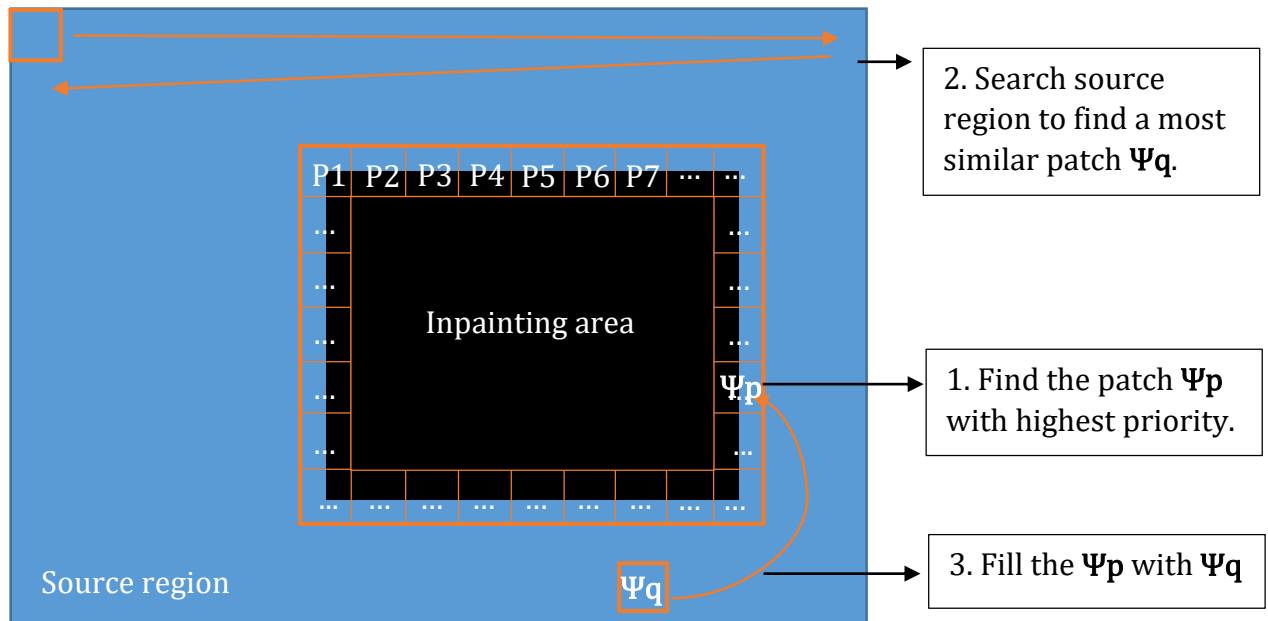 2. Search source
region to find a most
similar patch Ψq.
P1 P2 P3 P4 P5 P6 P7 ... ...
... ...
... ...
... ...
Inpainting area
... Ψp
... ...
... ... ... ... ... ... ... ... ...
1. Find the patch Ψp
with highest priority.
Source region
Ψq
3. Fill the Ψp with Ψq